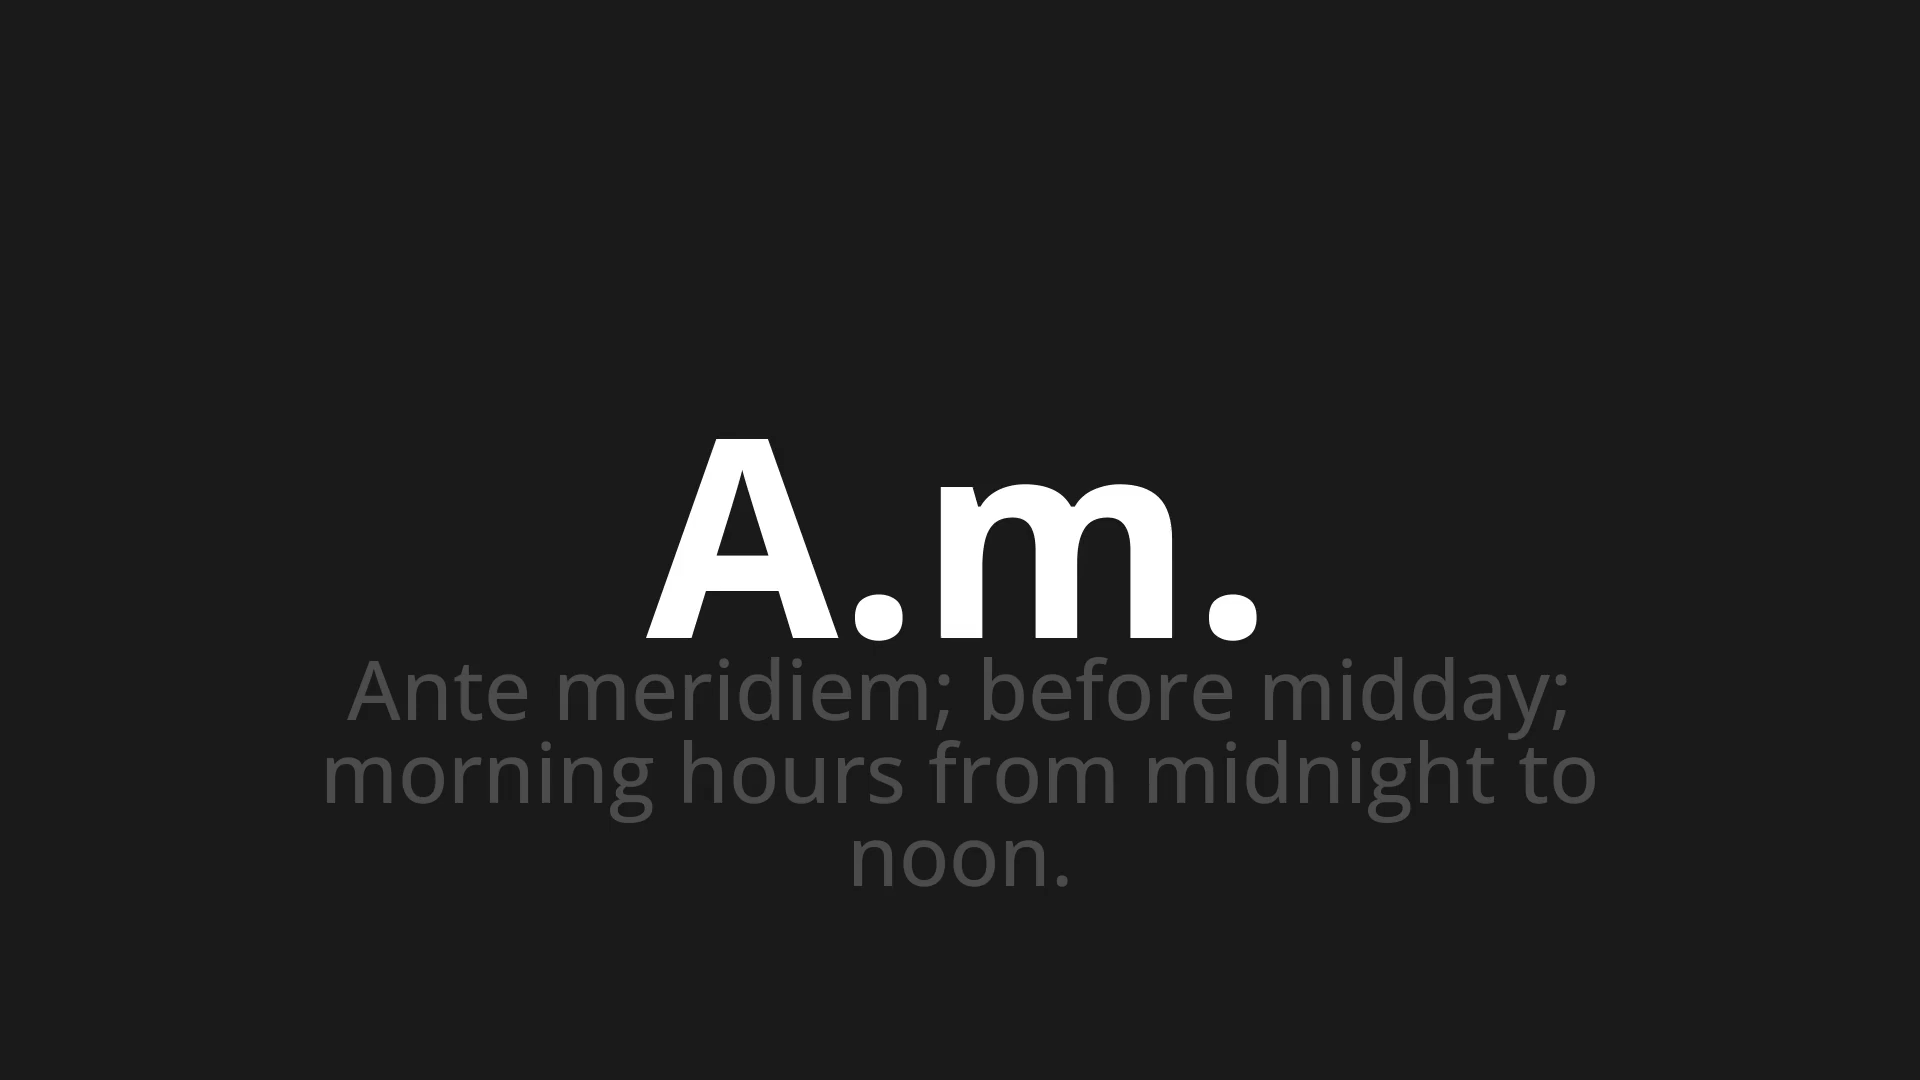 A.m.
Ante meridiem; before midday;
morning hours from midnight to
noon.